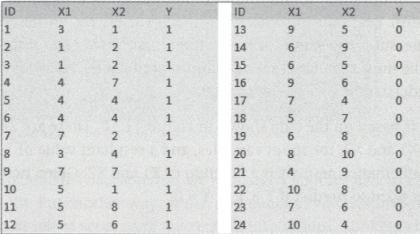 ID X1 X2 Y
1 3 1 1
2 1 2 1
3 1 2 1
4 4 7 1
5 4 4 1
6 4 4 1
7 7 2 1
8 8 9 1
9 2 1 1
10 5 1 1
11 5 8 1
12 5 6 1
ID X1 X2 Y
13 9 5 0
14 6 9 0
15 6 5 0
16 9 6 0
17 7 4 0
18 5 7 0
19 6 8 0
20 8 10 0
21 4 9 0
22 10 8 0
23 7 6 0
24 10 4 0